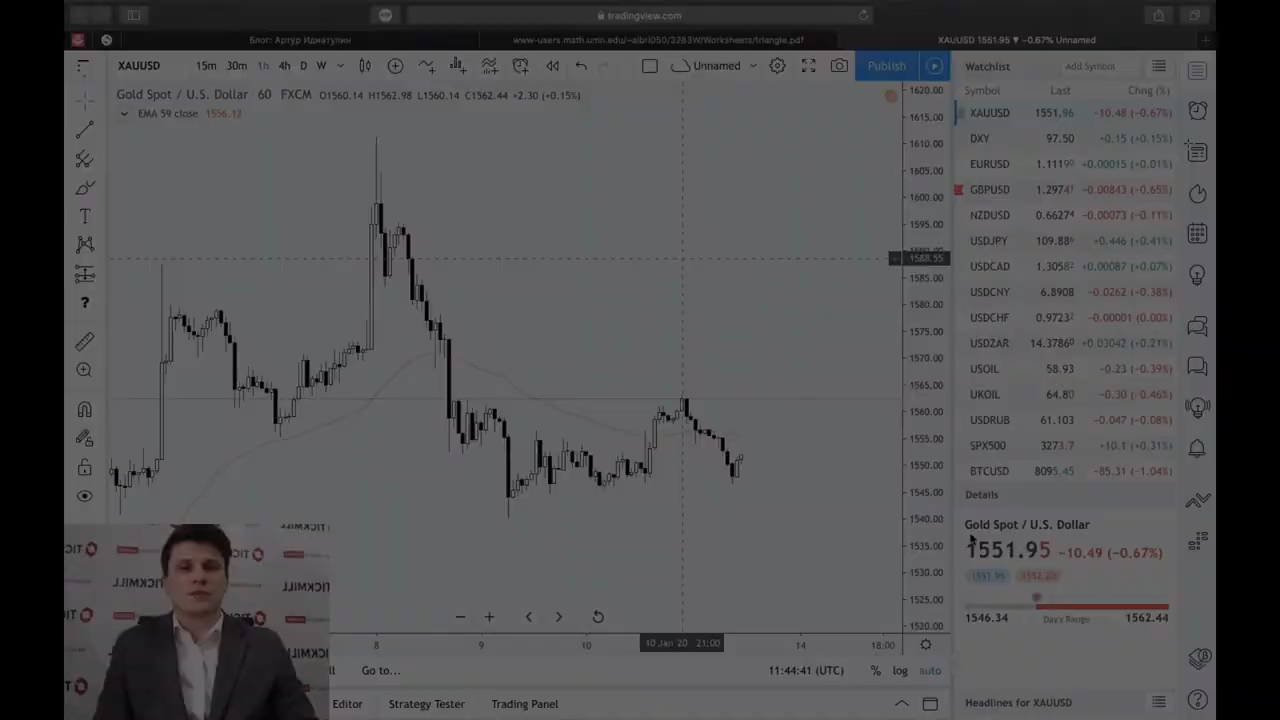 tradingview.com
Блог: Артур Идиатулин
www-users.math.umn.edu/~albri050/3283W/Worksheets/triangle.pdf
XAUUSD 1551.95 ▼ −0.67% Unnamed
XAUUSD 15m 30m 1h 4h D W Unnamed Publish
Gold Spot / U.S. Dollar 60 FXCM O1560.14 H1562.98 L1560.14 C1562.44 +2.30 (+0.15%)
EMA 59 close 1556.12
1620.00
1615.00
1610.00
1605.00
1600.00
1595.00
1588.55
1585.00
1580.00
1575.00
1570.00
1565.00
1560.00
1555.00
1550.00
1545.00
1540.00
1535.00
1530.00
1525.00
1520.00
8 9 10 Jan 20 21:00 14 18:00
Go to... 11:44:41 (UTC) % log auto
Editor Strategy Tester Trading Panel
Watchlist Add Symbol
Symbol Last Chng (%)
XAUUSD 1551.96 −10.48 (−0.67%)
DXY 97.50 −0.15 (+0.15%)
EURUSD 1.11190 +0.00015 (+0.01%)
GBPUSD 1.29741 −0.00843 (−0.65%)
NZDUSD 0.66274 −0.00073 (−0.11%)
USDJPY 109.886 +0.446 (+0.41%)
USDCAD 1.30582 +0.00087 (+0.07%)
USDCNY 6.8908 −0.0262 (−0.38%)
USDCHF 0.97232 −0.00001 (0.00%)
USDZAR 14.37860 +0.03042 (+0.21%)
USOIL 58.93 −0.23 (−0.39%)
UKOIL 64.80 −0.30 (−0.46%)
USDRUB 61.103 −0.047 (−0.08%)
SPX500 3273.7 +10.1 (+0.31%)
BTCUSD 8095.45 −85.31 (−1.04%)
Details
Gold Spot / U.S. Dollar
1551.95 −10.49 (−0.67%)
1551.95 1552.20
1546.34 Day's Range 1562.44
Headlines for XAUUSD
TICKMILL